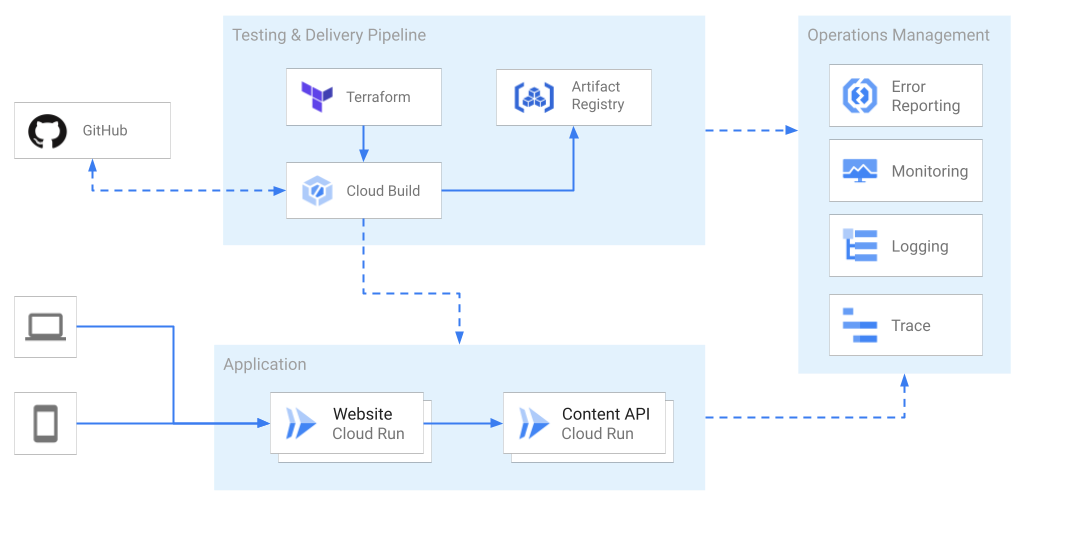 Testing & Delivery Pipeline
Terraform
Artifact
Registry
GitHub
Cloud Build
Operations Management
Error
Reporting
Monitoring
Logging
Trace
Application
Website
Cloud Run
Content API
Cloud Run